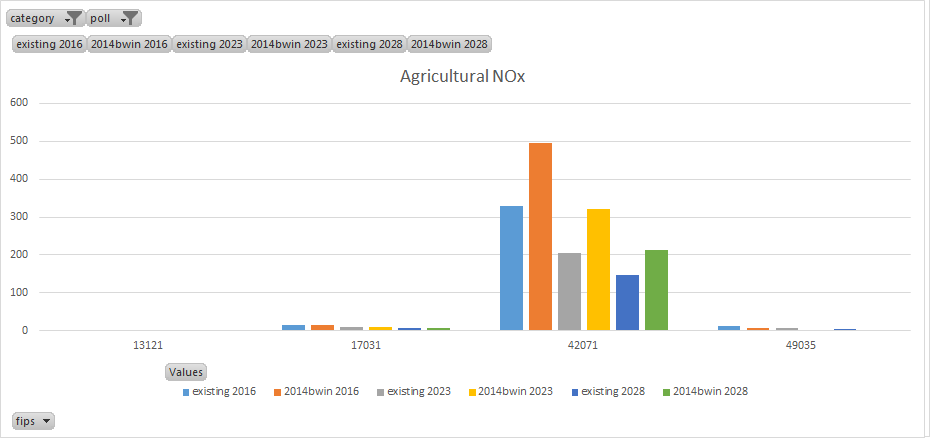 category poll
existing 2016 2014bwin 2016 existing 2023 2014bwin 2023 existing 2028 2014bwin 2028
Agricultural NOx
600
500
400
300
200
100
0
13121 17031 42071 49035
Values
existing 2016 2014bwin 2016 existing 2023 2014bwin 2023 existing 2028 2014bwin 2028
fips